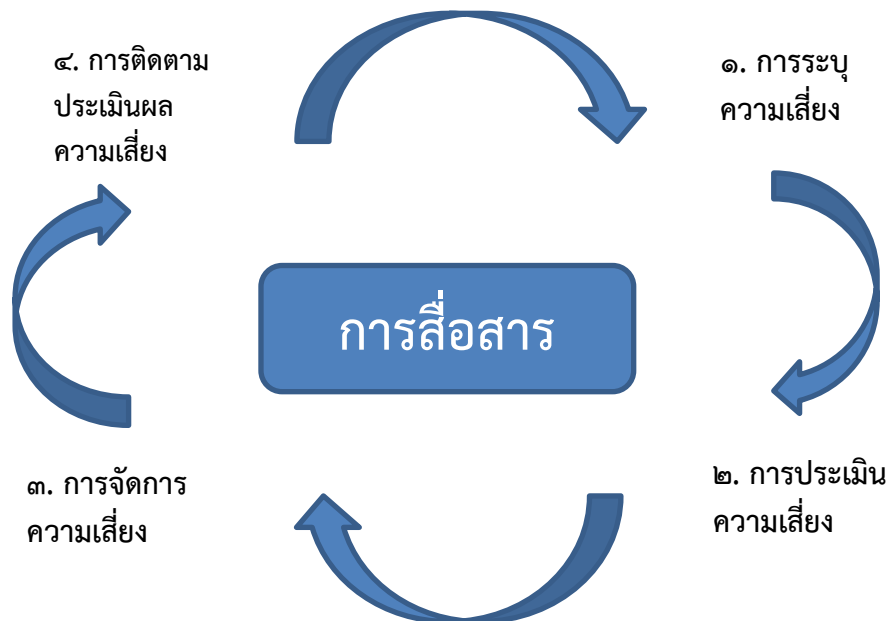 ๔. การติดตาม
ประเมินผล
ความเสี่ยง
๑. การระบุ
ความเสี่ยง
การสื่อสาร
๓. การจัดการ
ความเสี่ยง
๒. การประเมิน
ความเสี่ยง